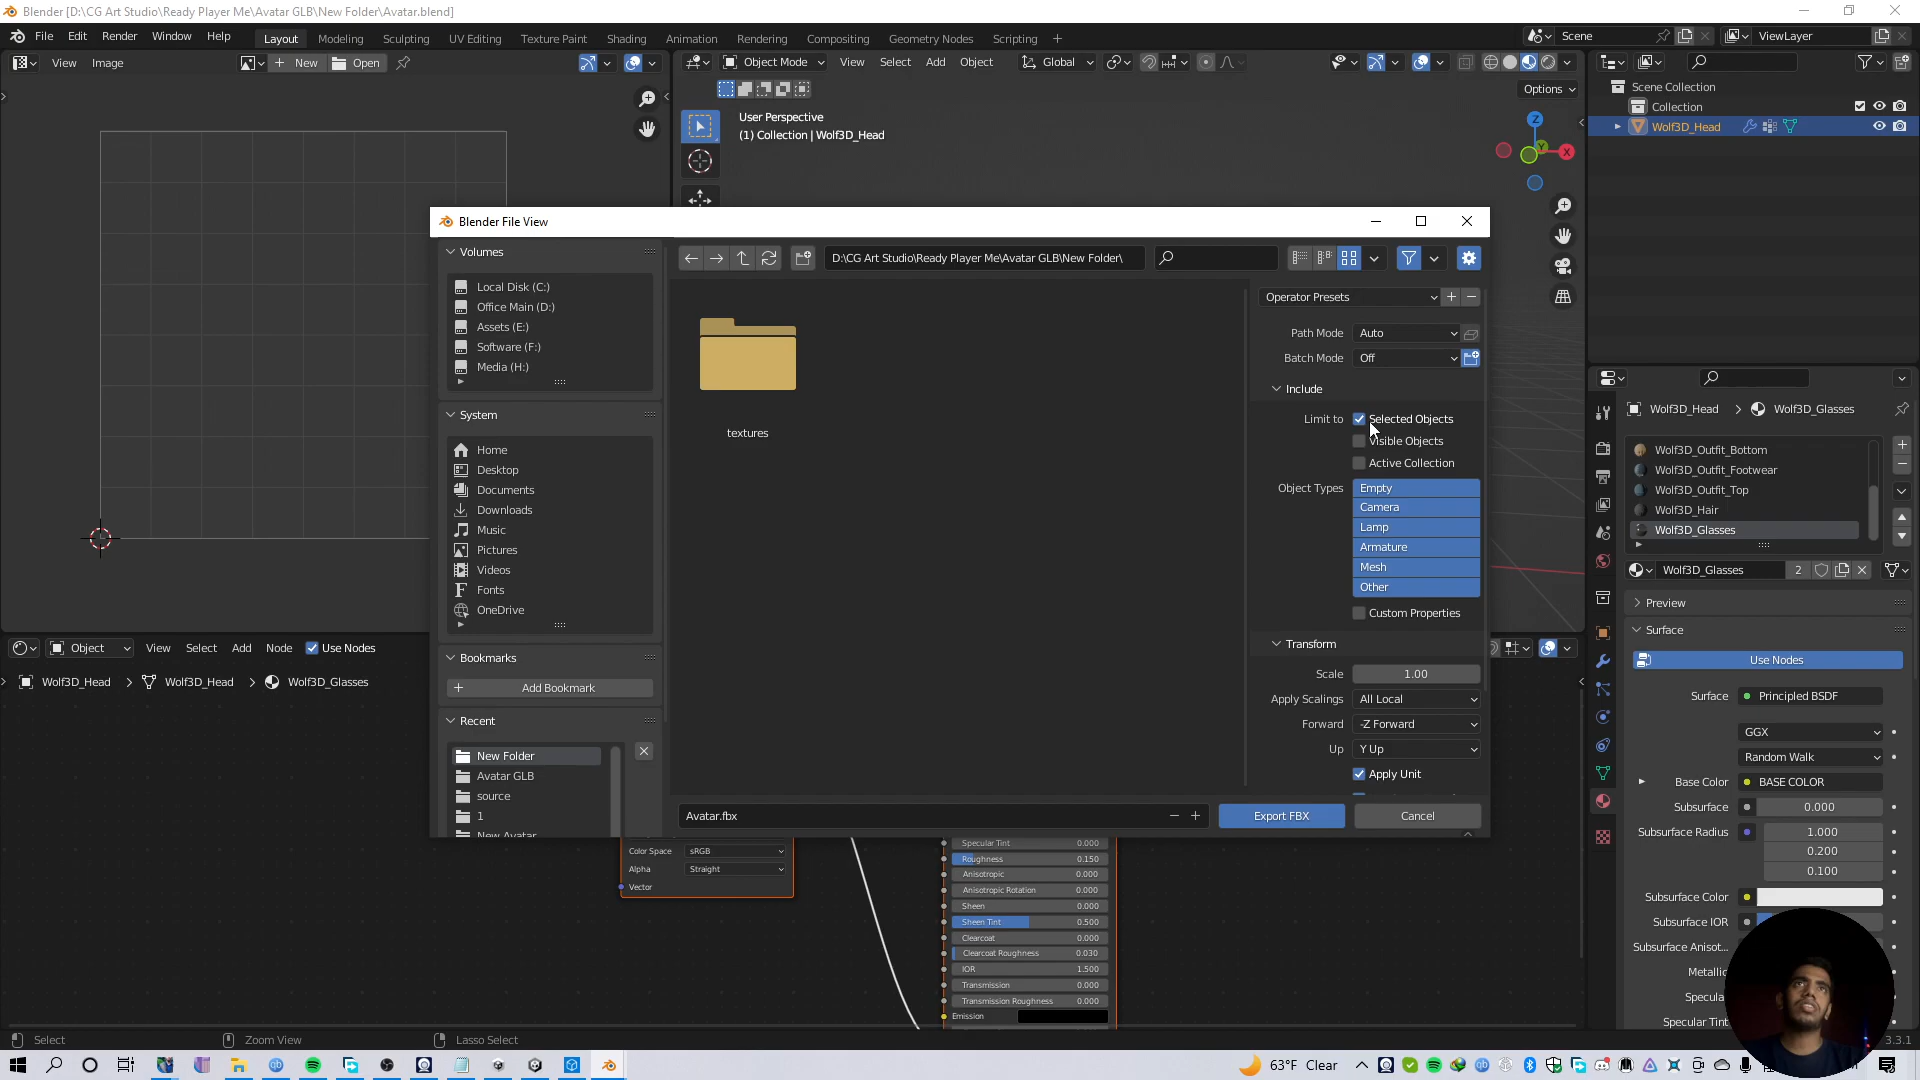 Blender [D:\CG Art Studio\Ready Player Me\Avatar GLB\New Folder\Avatar.blend]
File Edit Render Window Help Layout Modeling Sculpting UV Editing Texture Paint Shading Animation Rendering Compositing Geometry Nodes Scripting + Scene ViewLayer
View Image + New Open
Object Mode View Select Add Object Global
Options
User Perspective
(1) Collection | Wolf3D_Head
Z
Y
X
Scene Collection
Collection
Wolf3D_Head
Blender File View
Volumes
Local Disk (C:)
Office Main (D:)
Assets (E:)
Software (F:)
Media (H:)
System
Home
Desktop
Documents
Downloads
Music
Pictures
Videos
Fonts
OneDrive
Bookmarks
+ Add Bookmark
Recent
New Folder
Avatar GLB
source
1
New Avatar
D:\CG Art Studio\Ready Player Me\Avatar GLB\New Folder\
textures
Operator Presets
Path Mode Auto
Batch Mode Off
Include
Limit to Selected Objects
Visible Objects
Active Collection
Object Types Empty
Camera
Lamp
Armature
Mesh
Other
Custom Properties
Transform
Scale 1.00
Apply Scalings All Local
Forward -Z Forward
Up Y Up
Apply Unit
Avatar.fbx
Export FBX
Cancel
Object View Select Add Node Use Nodes
Wolf3D_Head > Wolf3D_Head > Wolf3D_Glasses
Color Space sRGB
Alpha Straight
Vector
Specular Tint 0.000
Roughness 0.150
Anisotropic 0.000
Anisotropic Rotation 0.000
Sheen 0.000
Sheen Tint 0.500
Clearcoat 0.000
Clearcoat Roughness 0.030
IOR 1.500
Transmission 0.000
Transmission Roughness 0.000
Emission
Wolf3D_Head > Wolf3D_Glasses
Wolf3D_Outfit_Bottom
Wolf3D_Outfit_Footwear
Wolf3D_Outfit_Top
Wolf3D_Hair
Wolf3D_Glasses
Wolf3D_Glasses 2
Preview
Surface
Use Nodes
Surface Principled BSDF
GGX
Random Walk
Base Color BASE COLOR
Subsurface 0.000
Subsurface Radius 1.000
0.200
0.100
Subsurface Color
Subsurface IOR
Subsurface Anisot...
Metallic
Specular Tint
Select Zoom View Lasso Select
3.3.1
63°F Clear